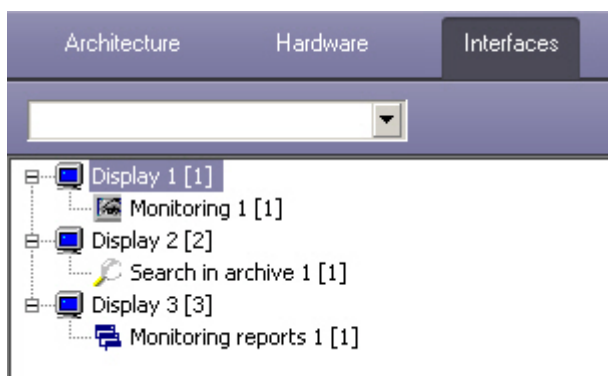 Architecture Hardware Interfaces
Display 1 [1]
Monitoring 1 [1]
Display 2 [2]
Search in archive 1 [1]
Display 3 [3]
Monitoring reports 1 [1]